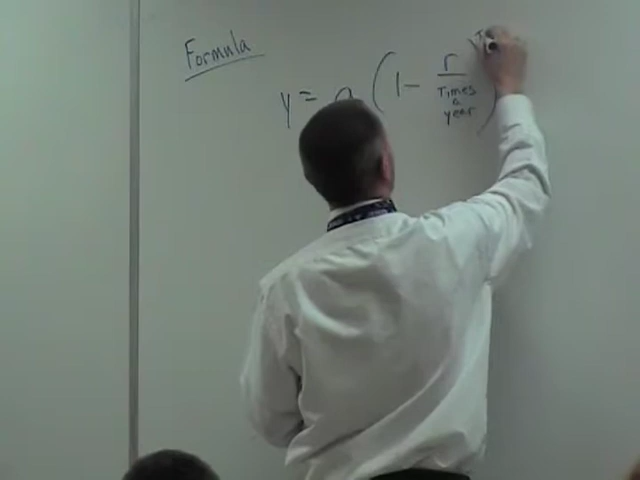 Formula
y = a (1 - r / Times a year)